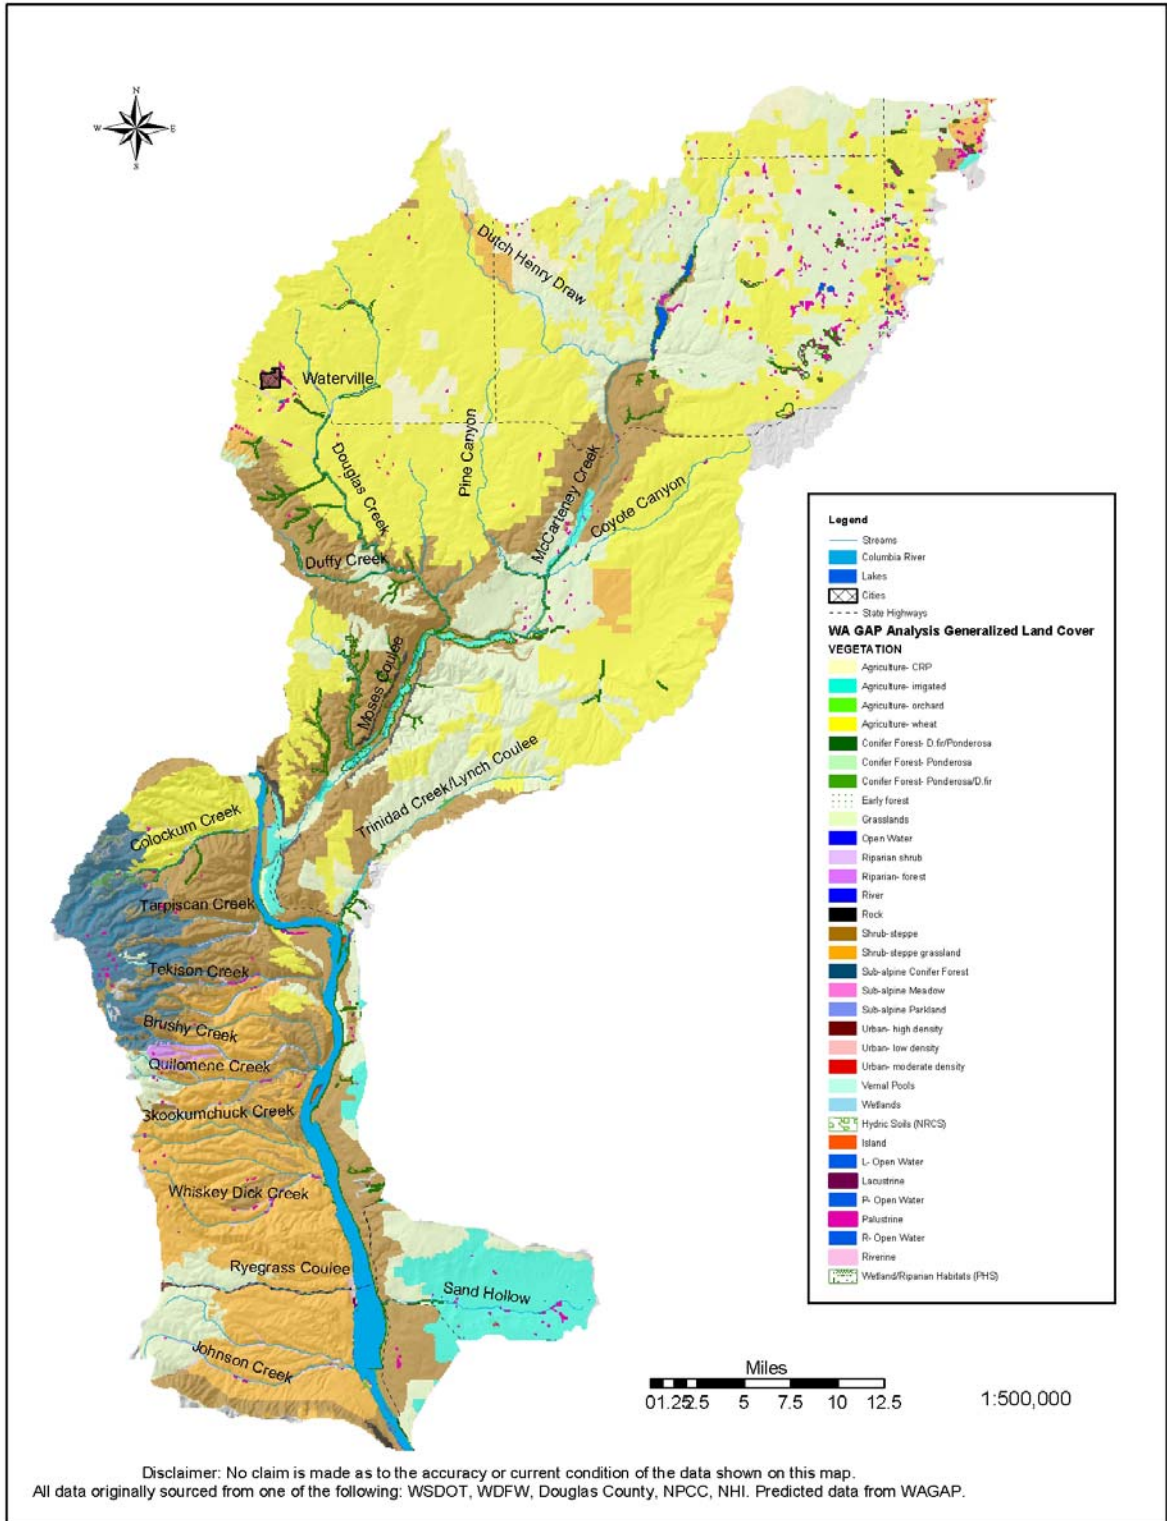 N
W
E
S
Dutch Henry Draw
Waterville
Pine Canyon
Douglas Creek
McCarteney Creek
Coyote Canyon
Duffy Creek
Moses Coulee
Trinidad Creek/Lynch Coulee
Colockum Creek
Tarpiscan Creek
Tekison Creek
Brushy Creek
Quilomene Creek
Skookumchuck Creek
Whiskey Dick Creek
Ryegrass Coulee
Sand Hollow
Johnson Creek
Legend
Streams
Columbia River
Lakes
Cities
State Highways
WA GAP Analysis Generalized Land Cover
VEGETATION
Agriculture- CRP
Agriculture- irrigated
Agriculture- orchard
Agriculture- wheat
Conifer Forest- D.fir/Ponderosa
Conifer Forest- Ponderosa
Conifer Forest- Ponderosa/D.fir
Early forest
Grasslands
Open Water
Riparian shrub
Riparian- forest
River
Rock
Shrub- steppe
Shrub- steppe grassland
Sub-alpine Conifer Forest
Sub-alpine Meadow
Sub-alpine Parkland
Urban- high density
Urban- low density
Urban- moderate density
Vernal Pools
Wetlands
Hydric Soils (NRCS)
Island
L- Open Water
Lacustrine
P- Open Water
Palustrine
R- Open Water
Riverine
Wetland/Riparian Habitats (PHS)
Miles
01.252.5 5 7.5 10 12.5
1:500,000
Disclaimer: No claim is made as to the accuracy or current condition of the data shown on this map.
All data originally sourced from one of the following: WSDOT, WDFW, Douglas County, NPCC, NHI. Predicted data from WAGAP.